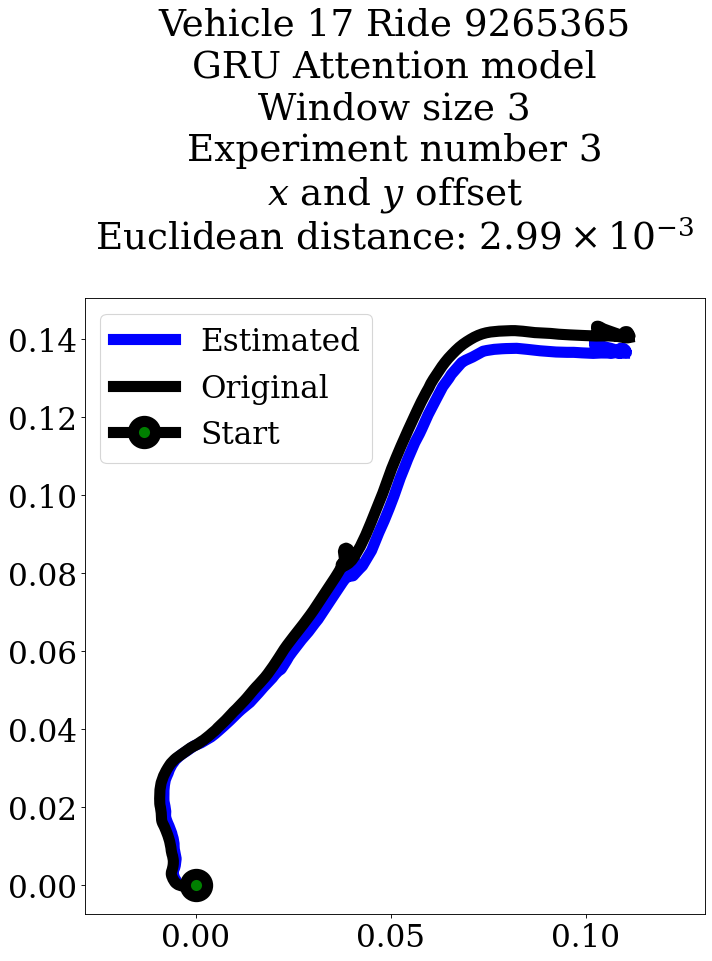 Vehicle 17 Ride 9265365
GRU Attention model
Window size 3
Experiment number 3
x and y offset
Euclidean distance: 2.99 × 10⁻³
Estimated
Original
Start
0.14
0.12
0.10
0.08
0.06
0.04
0.02
0.00
0.00 0.05 0.10